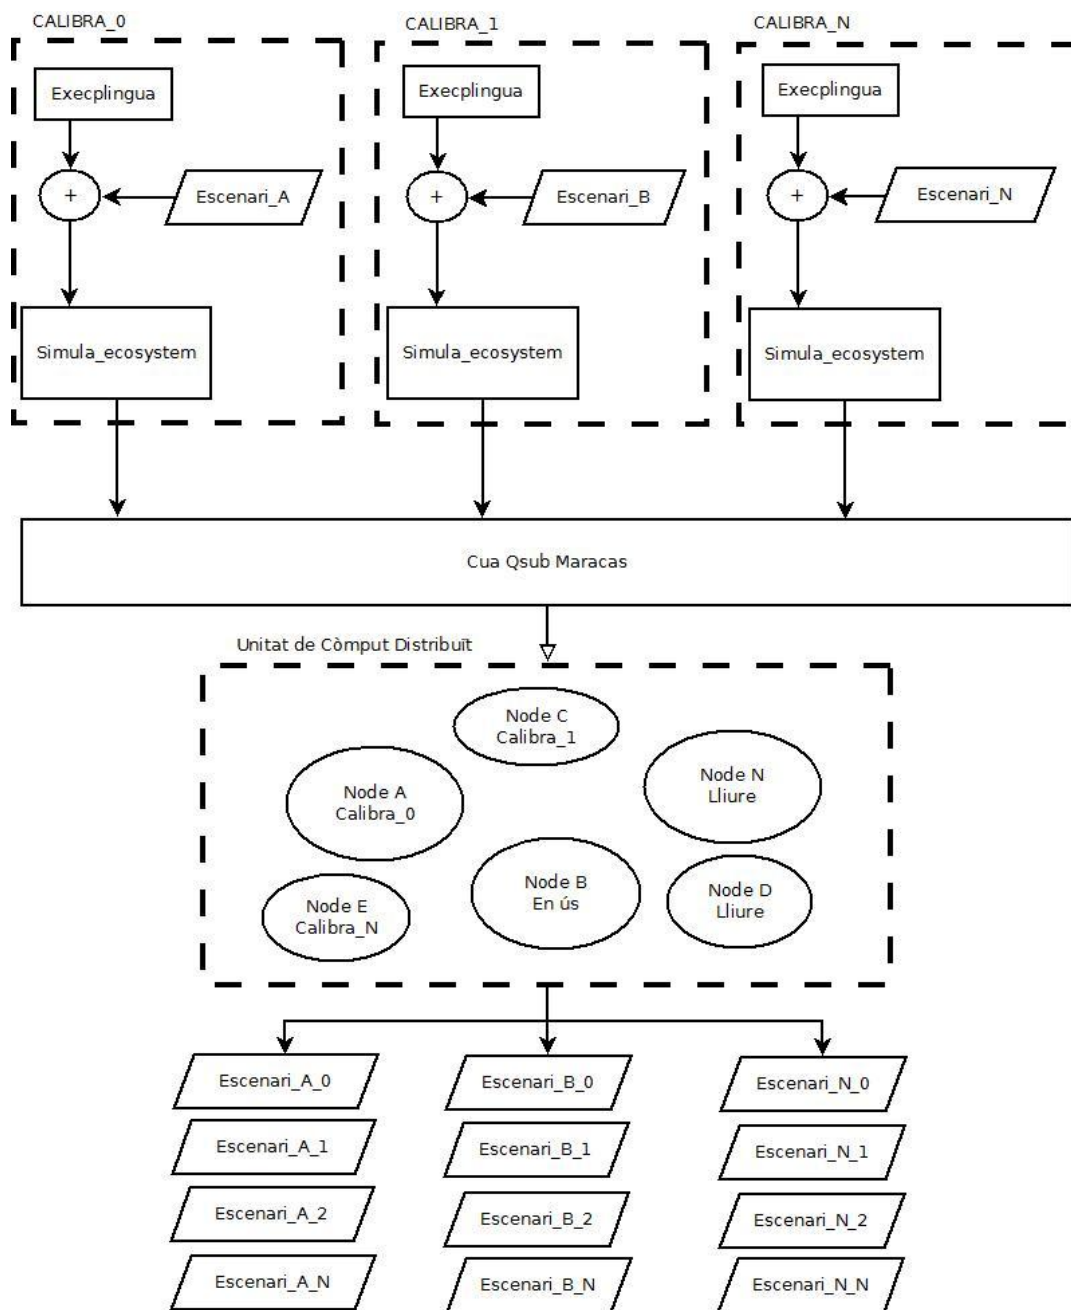 CALIBRA_0
CALIBRA_1
CALIBRA_N
Execplingua
Execplingua
Execplingua
+
Escenari_A
+
Escenari_B
+
Escenari_N
Simula_ecosystem
Simula_ecosystem
Simula_ecosystem
Cua Qsub Maracas
Unitat de Còmput Distribuït
Node C
Calibra_1
Node A
Calibra_0
Node N
Lliure
Node E
Calibra_N
Node B
En ús
Node D
Lliure
Escenari_A_0
Escenari_B_0
Escenari_N_0
Escenari_A_1
Escenari_B_1
Escenari_N_1
Escenari_A_2
Escenari_B_2
Escenari_N_2
Escenari_A_N
Escenari_B_N
Escenari_N_N